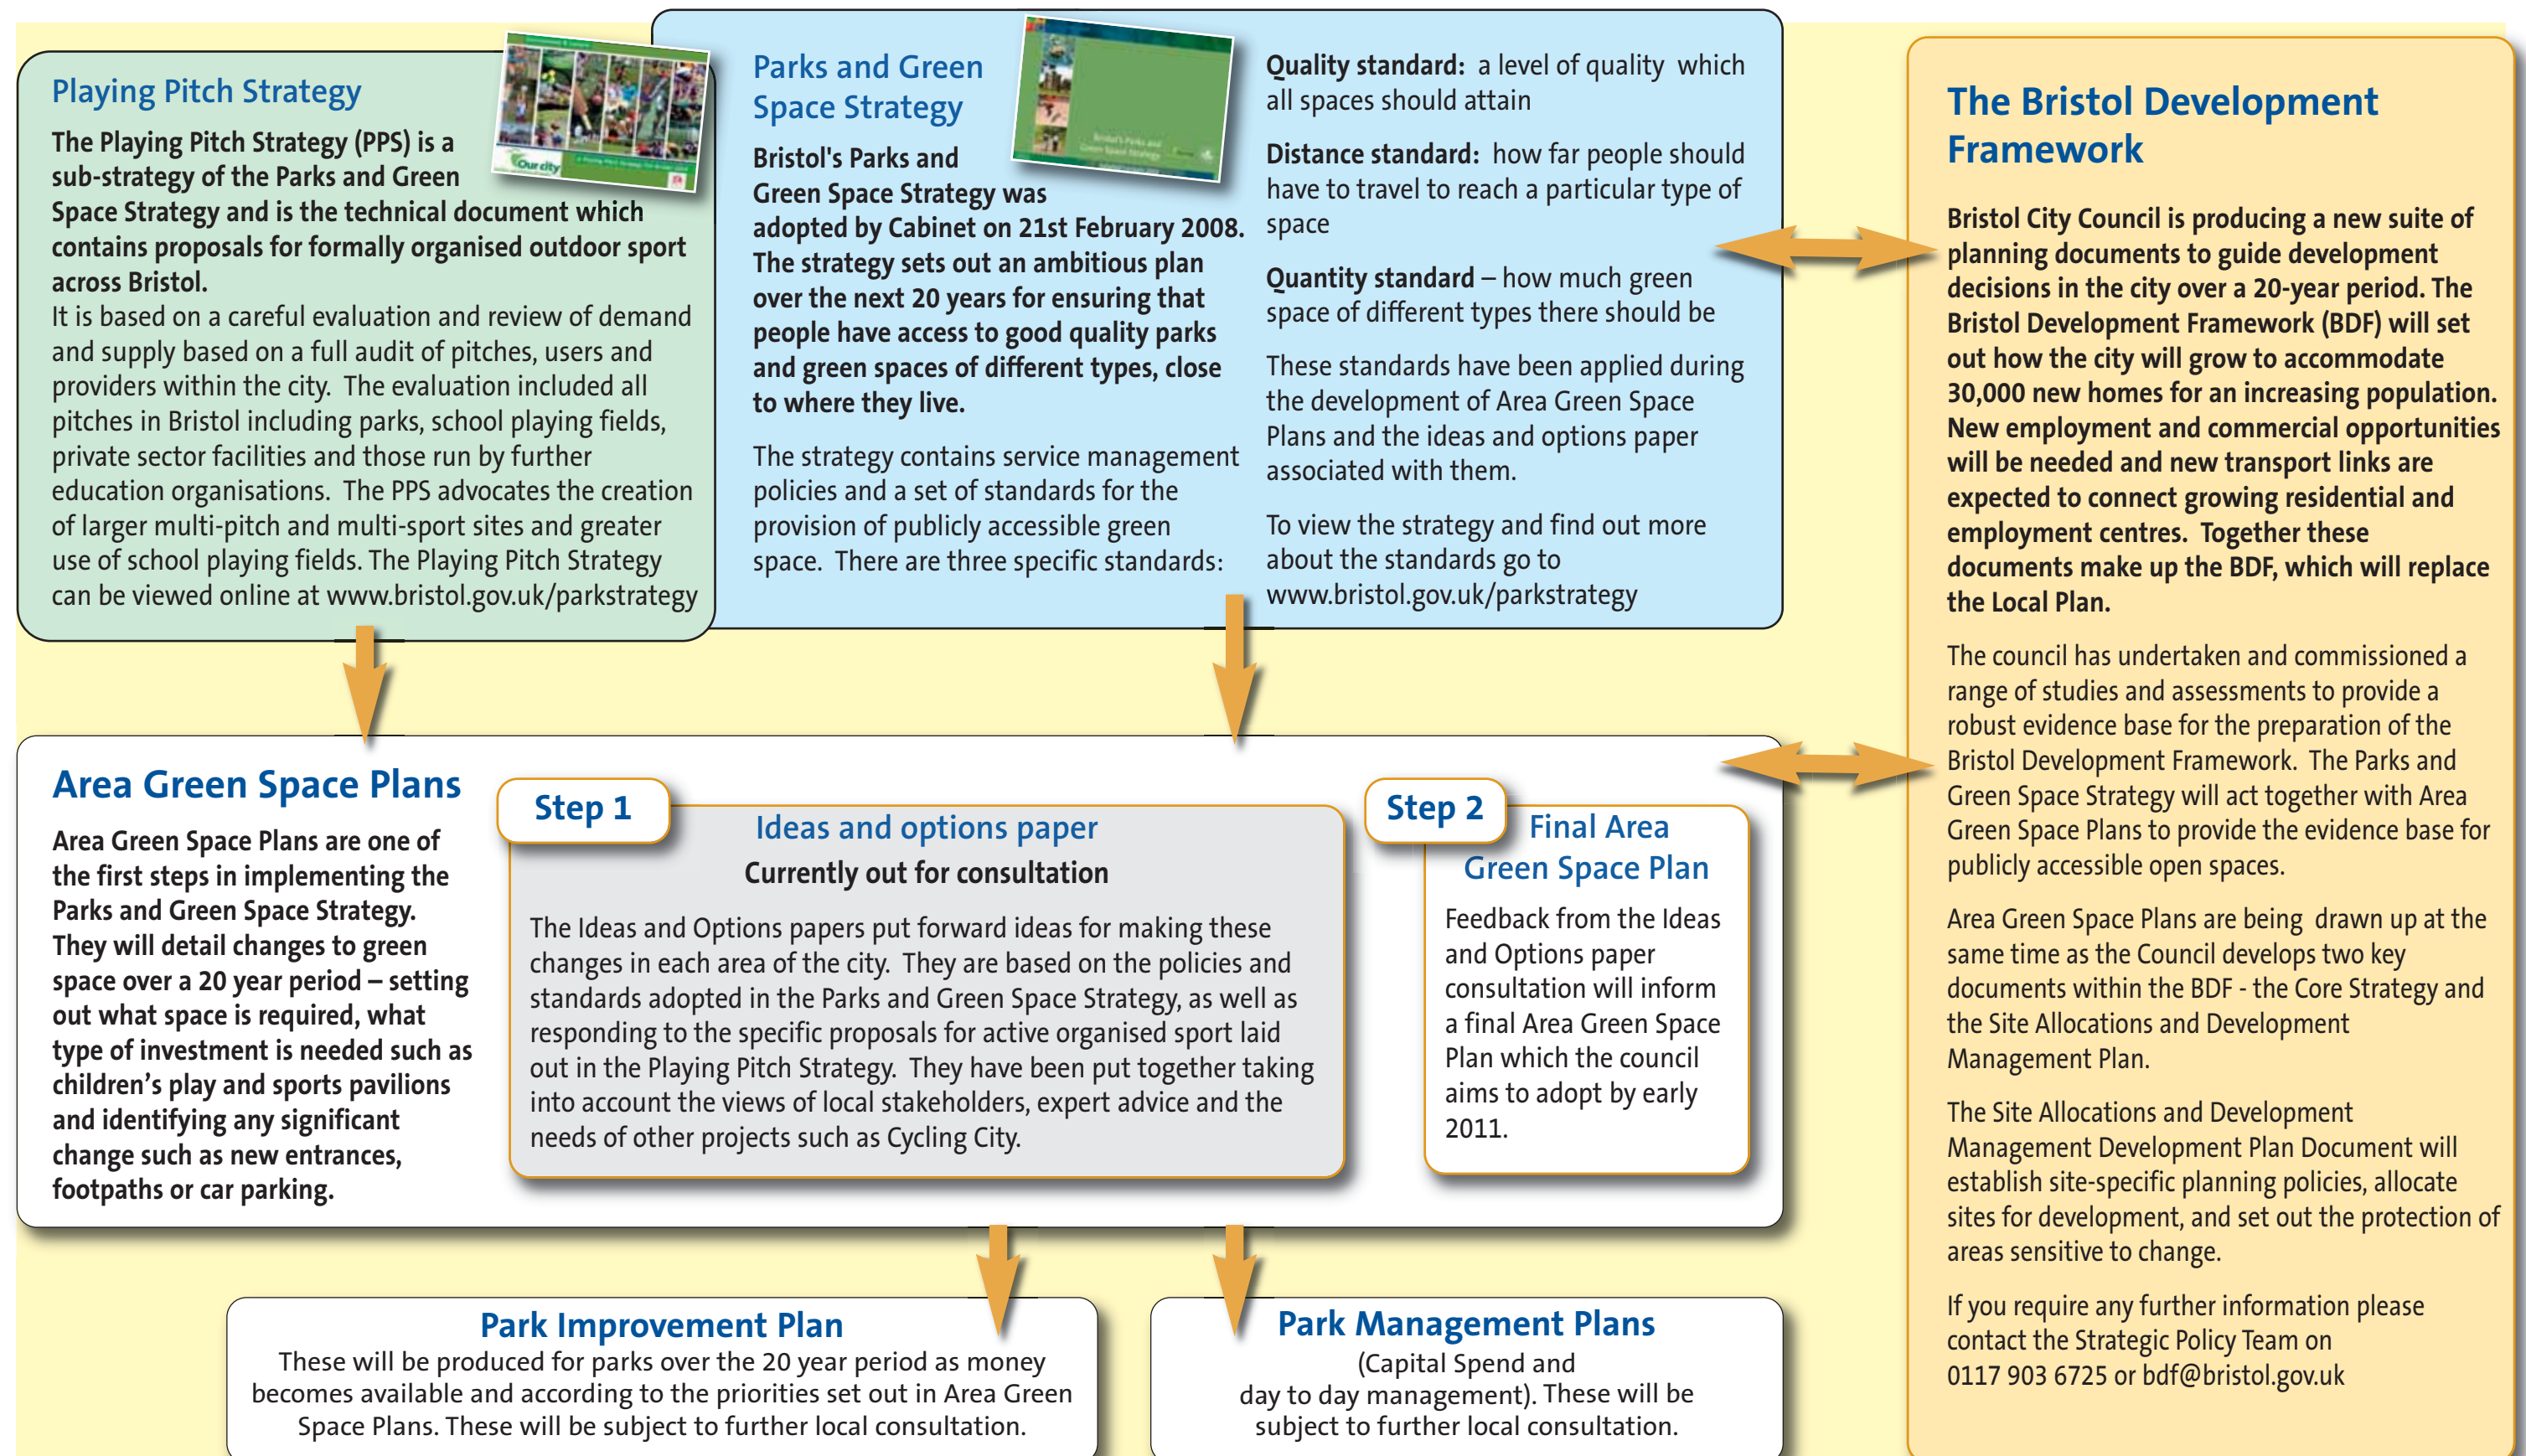 Playing Pitch Strategy
The Playing Pitch Strategy (PPS) is a
sub-strategy of the Parks and Green
Space Strategy and is the technical document which
contains proposals for formally organised outdoor sport
across Bristol.
It is based on a careful evaluation and review of demand
and supply based on a full audit of pitches, users and
providers within the city.  The evaluation included all
pitches in Bristol including parks, school playing fields,
private sector facilities and those run by further
education organisations.  The PPS advocates the creation
of larger multi-pitch and multi-sport sites and greater
use of school playing fields. The Playing Pitch Strategy
can be viewed online at www.bristol.gov.uk/parkstrategy
Our city
Parks and Green
Space Strategy
Bristol's Parks and
Green Space Strategy
Bristol's Parks and
Green Space Strategy was
adopted by Cabinet on 21st February 2008.
The strategy sets out an ambitious plan
over the next 20 years for ensuring that
people have access to good quality parks
and green spaces of different types, close
to where they live.
The strategy contains service management
policies and a set of standards for the
provision of publicly accessible green
space.  There are three specific standards:
Quality standard:  a level of quality  which
all spaces should attain
Distance standard:  how far people should
have to travel to reach a particular type of
space
Quantity standard – how much green
space of different types there should be
These standards have been applied during
the development of Area Green Space
Plans and the ideas and options paper
associated with them.
To view the strategy and find out more
about the standards go to
www.bristol.gov.uk/parkstrategy
The Bristol Development
Framework
Bristol City Council is producing a new suite of
planning documents to guide development
decisions in the city over a 20-year period. The
Bristol Development Framework (BDF) will set
out how the city will grow to accommodate
30,000 new homes for an increasing population.
New employment and commercial opportunities
will be needed and new transport links are
expected to connect growing residential and
employment centres.  Together these
documents make up the BDF, which will replace
the Local Plan.
The council has undertaken and commissioned a
range of studies and assessments to provide a
robust evidence base for the preparation of the
Bristol Development Framework.  The Parks and
Green Space Strategy will act together with Area
Green Space Plans to provide the evidence base for
publicly accessible open spaces.
Area Green Space Plans are being  drawn up at the
same time as the Council develops two key
documents within the BDF - the Core Strategy and
the Site Allocations and Development
Management Plan.
The Site Allocations and Development
Management Development Plan Document will
establish site-specific planning policies, allocate
sites for development, and set out the protection of
areas sensitive to change.
If you require any further information please
contact the Strategic Policy Team on
0117 903 6725 or bdf@bristol.gov.uk
Area Green Space Plans
Area Green Space Plans are one of
the first steps in implementing the
Parks and Green Space Strategy.
They will detail changes to green
space over a 20 year period – setting
out what space is required, what
type of investment is needed such as
children’s play and sports pavilions
and identifying any significant
change such as new entrances,
footpaths or car parking.
Step 1
Ideas and options paper
Currently out for consultation
The Ideas and Options papers put forward ideas for making these
changes in each area of the city.  They are based on the policies and
standards adopted in the Parks and Green Space Strategy, as well as
responding to the specific proposals for active organised sport laid
out in the Playing Pitch Strategy.  They have been put together taking
into account the views of local stakeholders, expert advice and the
needs of other projects such as Cycling City.
Step 2
Final Area
Green Space Plan
Feedback from the Ideas
and Options paper
consultation will inform
a final Area Green Space
Plan which the council
aims to adopt by early
2011.
Park Improvement Plan
These will be produced for parks over the 20 year period as money
becomes available and according to the priorities set out in Area Green
Space Plans. These will be subject to further local consultation.
Park Management Plans
(Capital Spend and
day to day management). These will be
subject to further local consultation.